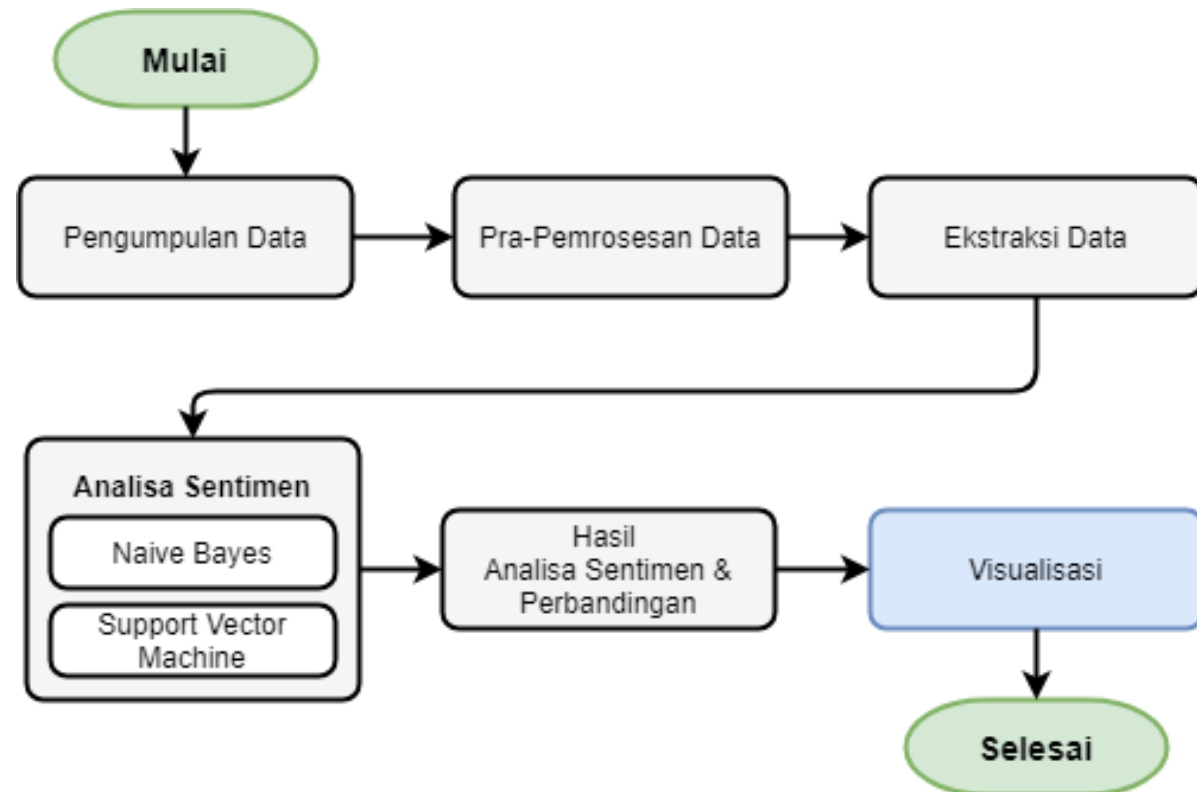 Mulai
Pengumpulan Data
Pra-Pemrosesan Data
Ekstraksi Data
Analisa Sentimen
Naive Bayes
Support Vector
Machine
Hasil
Analisa Sentimen &
Perbandingan
Visualisasi
Selesai